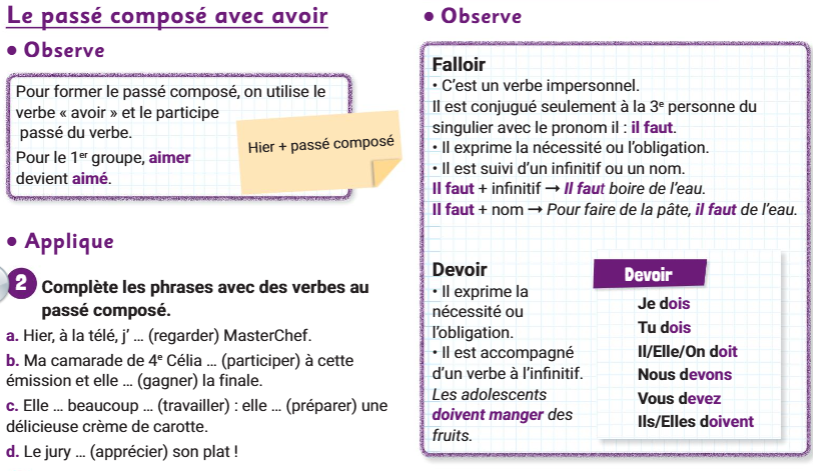 Le passé composé avec avoir
• Observe
Pour former le passé composé, on utilise le
verbe « avoir » et le participe
passé du verbe.
Pour le 1er groupe, aimer
devient aimé.
Hier + passé composé
• Applique
2 Complète les phrases avec des verbes au
passé composé.
a. Hier, à la télé, j’ ... (regarder) MasterChef.
b. Ma camarade de 4e Célia ... (participer) à cette
émission et elle ... (gagner) la finale.
c. Elle ... beaucoup ... (travailler) : elle ... (préparer) une
délicieuse crème de carotte.
d. Le jury ... (apprécier) son plat !
• Observe
Falloir
• C’est un verbe impersonnel.
Il est conjugué seulement à la 3e personne du
singulier avec le pronom il : il faut.
• Il exprime la nécessité ou l’obligation.
• Il est suivi d’un infinitif ou un nom.
Il faut + infinitif → Il faut boire de l’eau.
Il faut + nom → Pour faire de la pâte, il faut de l’eau.
Devoir
• Il exprime la
nécessité ou
l’obligation.
• Il est accompagné
d’un verbe à l’infinitif.
Les adolescents
doivent manger des
fruits.
Devoir
Je dois
Tu dois
Il/Elle/On doit
Nous devons
Vous devez
Ils/Elles doivent